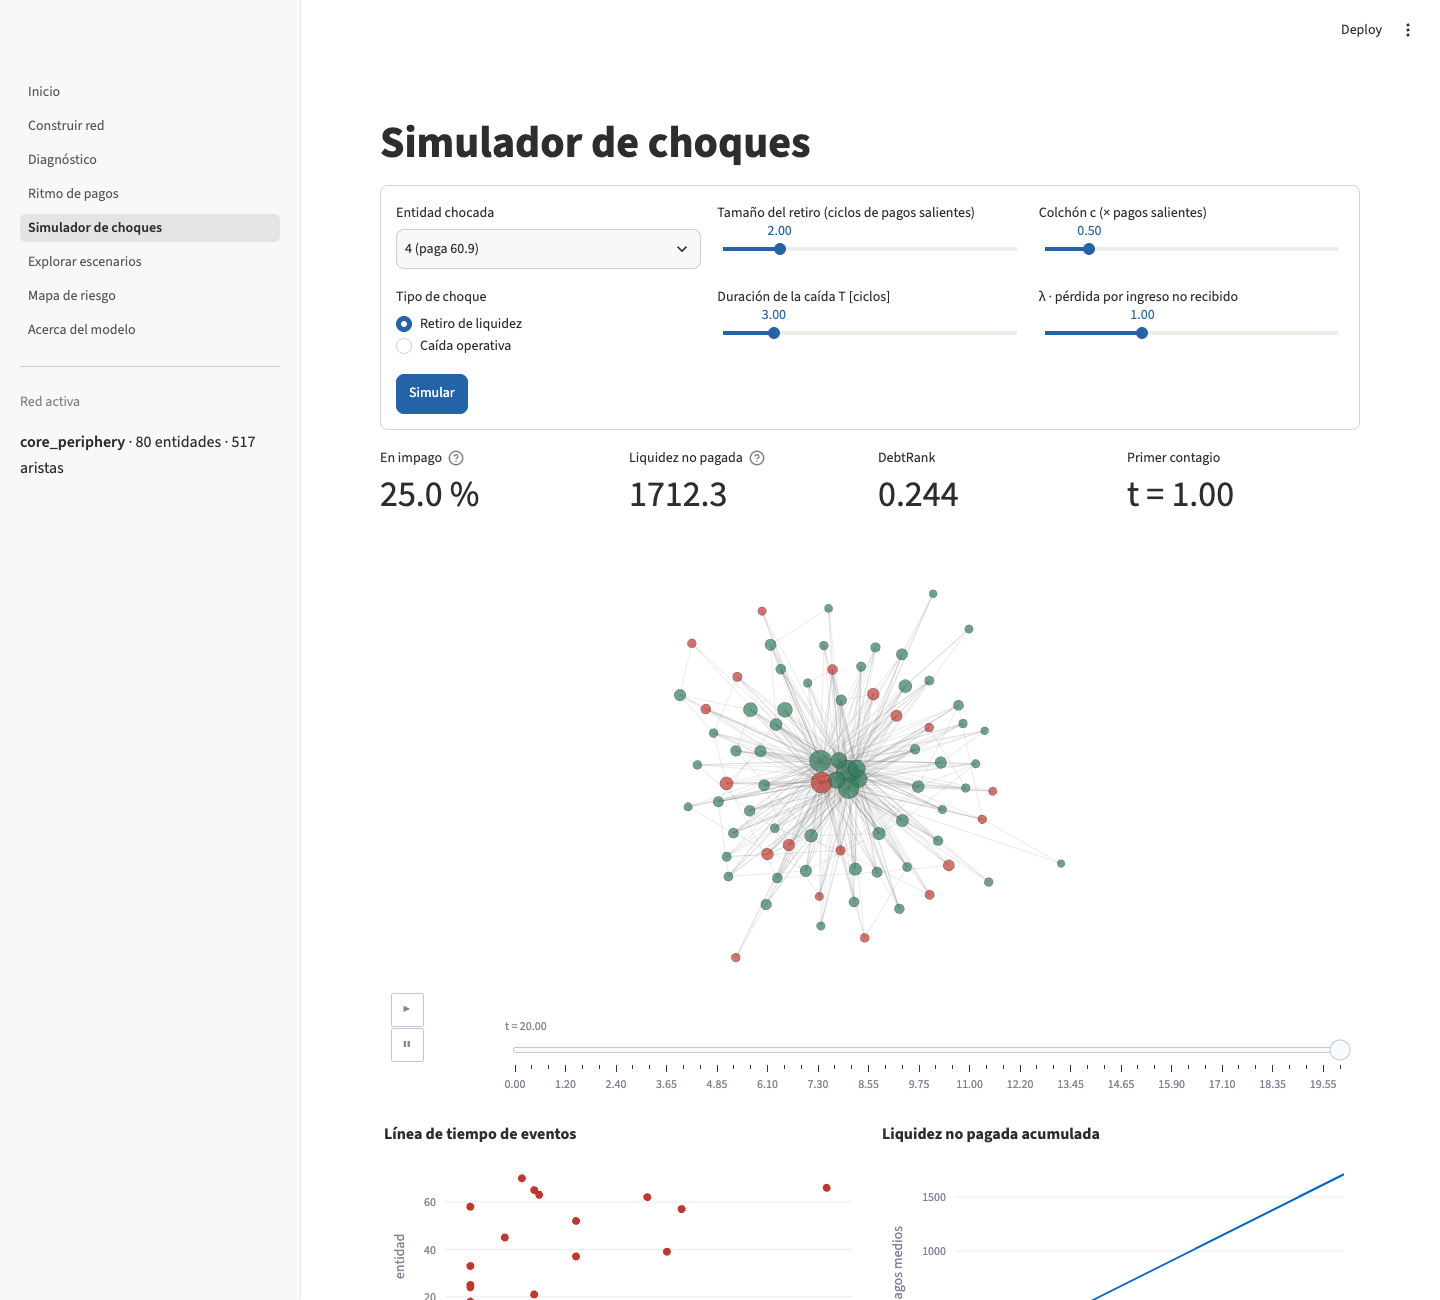 Deploy
Inicio
Construir red
Diagnóstico
Ritmo de pagos
Simulador de choques
Explorar escenarios
Mapa de riesgo
Acerca del modelo
Red activa
core_periphery · 80 entidades · 517
aristas
Simulador de choques
Entidad chocada
4 (paga 60.9)
Tamaño del retiro (ciclos de pagos salientes)
2.00
Colchón c (× pagos salientes)
0.50
Tipo de choque
Retiro de liquidez
Caída operativa
Duración de la caída T [ciclos]
3.00
λ · pérdida por ingreso no recibido
1.00
Simular
En impago
25.0 %
Liquidez no pagada
1712.3
DebtRank
0.244
Primer contagio
t = 1.00
t = 20.00
0.00 1.20 2.40 3.65 4.85 6.10 7.30 8.55 9.75 11.00 12.20 13.45 14.65 15.90 17.10 18.35 19.55
Línea de tiempo de eventos
60
40
20
entidad
Liquidez no pagada acumulada
1500
1000
agos medios